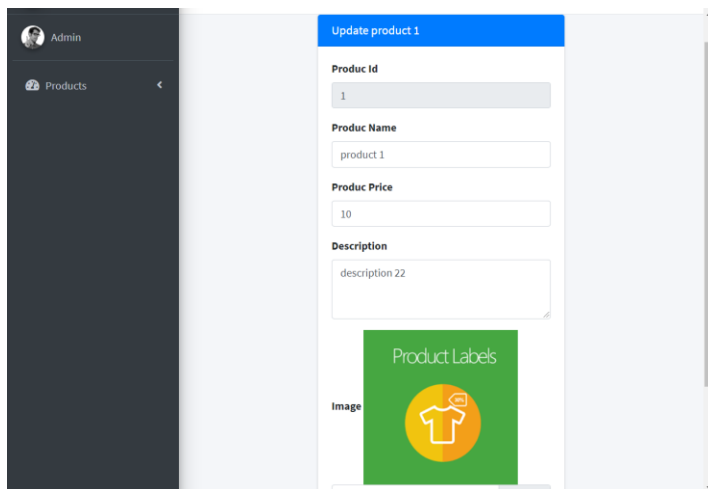 Admin
Products
Update product 1
Produc Id
1
Produc Name
product 1
Produc Price
10
Description
description 22
Product Labels
Image